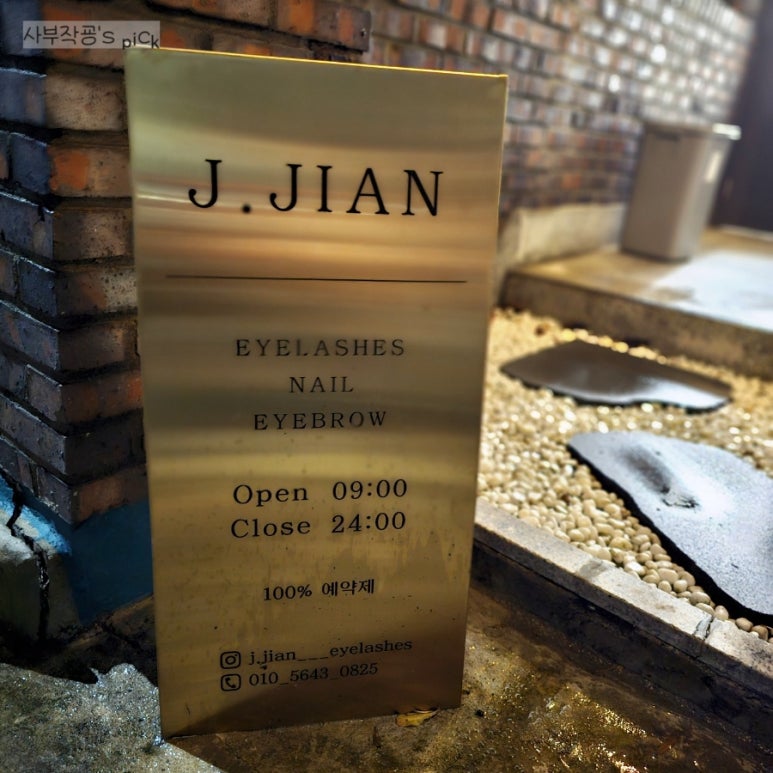 사부작굥's pick
J.JIAN
EYELASHES
NAIL
EYEBROW
Open 09:00
Close 24:00
100% 예약제
j.jian___eyelashes
010_5643_0825